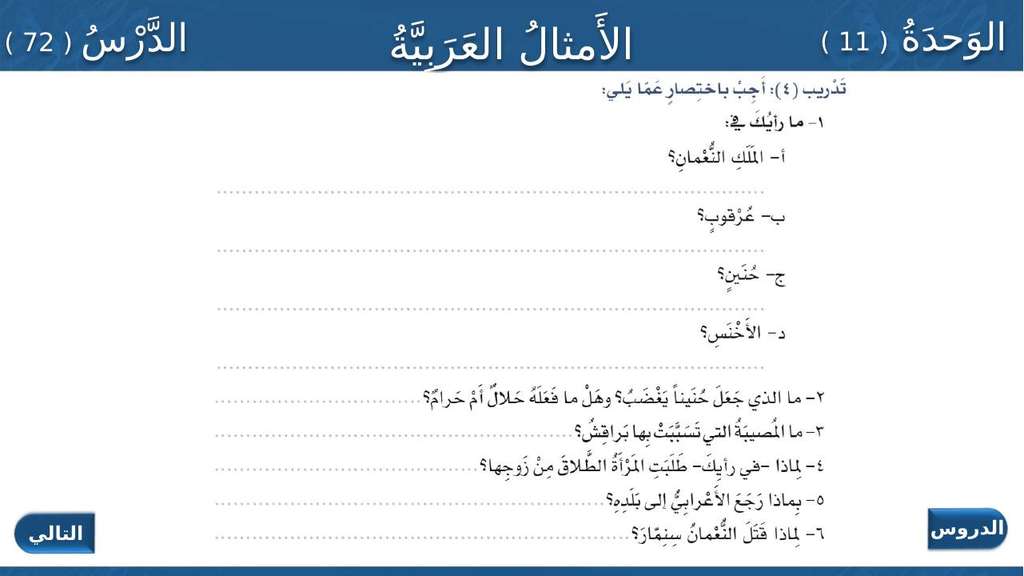 الوَحدَةُ ( 11 )
الأَمثالُ العَرَبِيَّةُ
الدَّرْسُ ( 72 )
تَدْريب (٤): أَجِبْ باختِصارٍ عَمّا يَلي:
١- ما رأيُكَ في:
أ- المَلَكِ النُّعْمانِ؟
ب- عُرْقوبٍ؟
ج- حُنَينٍ؟
د- الأَخْنَسِ؟
٢- ما الذي جَعَلَ حُنَيناً يَغْضَبُ؟ وهَلْ ما فَعَلَهُ حَلالٌ أَمْ حَرامٌ؟
٣- ما المُصيبَةُ التي تَسَبَّبَتْ بِها بَراقِشُ؟
٤- لِماذا -في رأيِكَ- طَلَبَتِ المَرْأَةُ الطَّلاقَ مِنْ زَوجِها؟
٥- بِماذا رَجَعَ الأَعْرابِيُّ إلى بَلَدِهِ؟
٦- لِماذا قَتَلَ النُّعْمانُ سِنِمّارَ؟
الدروس
التالي